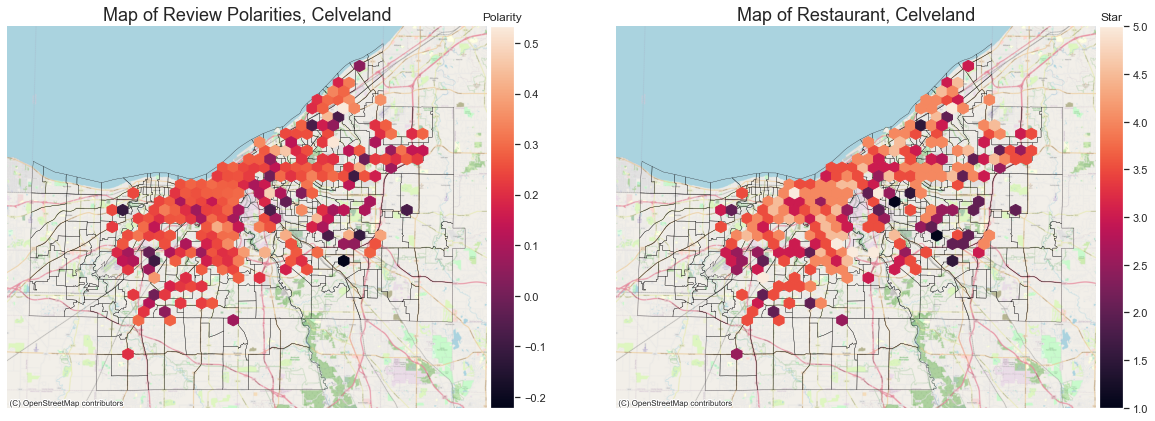 Map of Review Polarities, Celveland
Polarity
0.5
0.4
0.3
0.2
0.1
0.0
−0.1
−0.2
(C) OpenStreetMap contributors
Map of Restaurant, Celveland
Star
5.0
4.5
4.0
3.5
3.0
2.5
2.0
1.5
1.0
(C) OpenStreetMap contributors